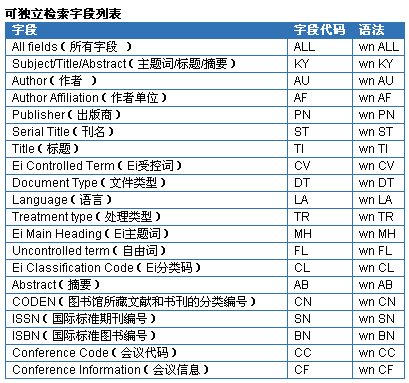 可独立检索字段列表
字段 字段代码 语法
All fields（所有字段 ） ALL wn ALL
Subject/Title/Abstract（主题词/标题/摘要） KY wn KY
Author（作者 ） AU wn AU
Author Affiliation（作者单位） AF wn AF
Publisher（出版商） PN wn PN
Serial Title（刊名） ST wn ST
Title（标题） TI wn TI
Ei Controlled Term（Ei受控词） CV wn CV
Document Type（文件类型） DT wn DT
Language（语言） LA wn LA
Treatment type（处理类型） TR wn TR
Ei Main Heading（Ei主题词） MH wn MH
Uncontrolled term（自由词） FL wn FL
Ei Classification Code（Ei分类码） CL wn CL
Abstract（摘要） AB wn AB
CODEN（图书馆所藏文献和书刊的分类编号） CN wn CN
ISSN（国际标准期刊编号） SN wn SN
ISBN（国际标准图书编号） BN wn BN
Conference Code（会议代码） CC wn CC
Conference Information（会议信息） CF wn CF